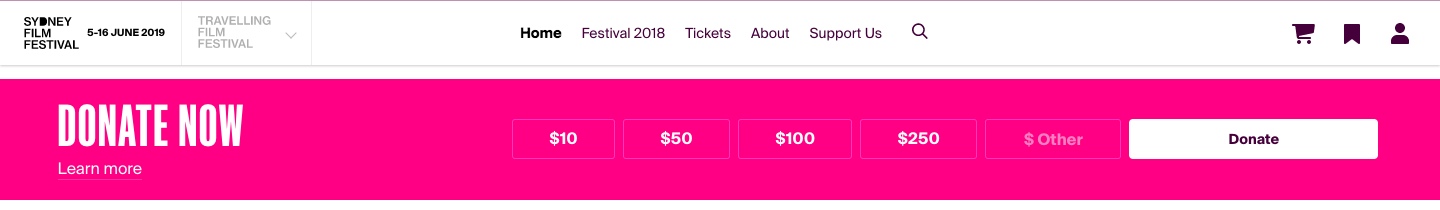 SYDNEY
FILM
FESTIVAL
5-16 JUNE 2019
TRAVELLING
FILM
FESTIVAL
Home Festival 2018 Tickets About Support Us
DONATE NOW
Learn more
$10 $50 $100 $250 $ Other Donate